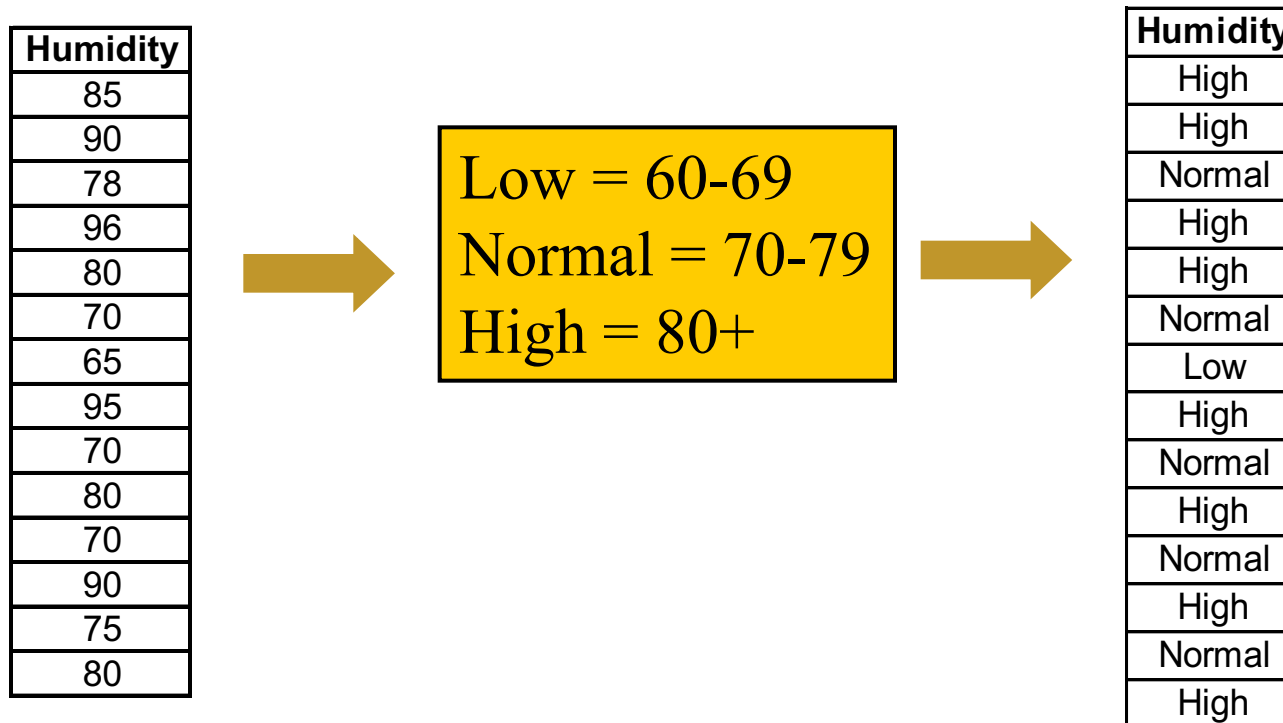 Humidity
85
90
78
96
80
70
65
95
70
80
70
90
75
80
Low = 60-69
Normal = 70-79
High = 80+
Humidity
High
High
Normal
High
High
Normal
Low
High
Normal
High
Normal
High
Normal
High